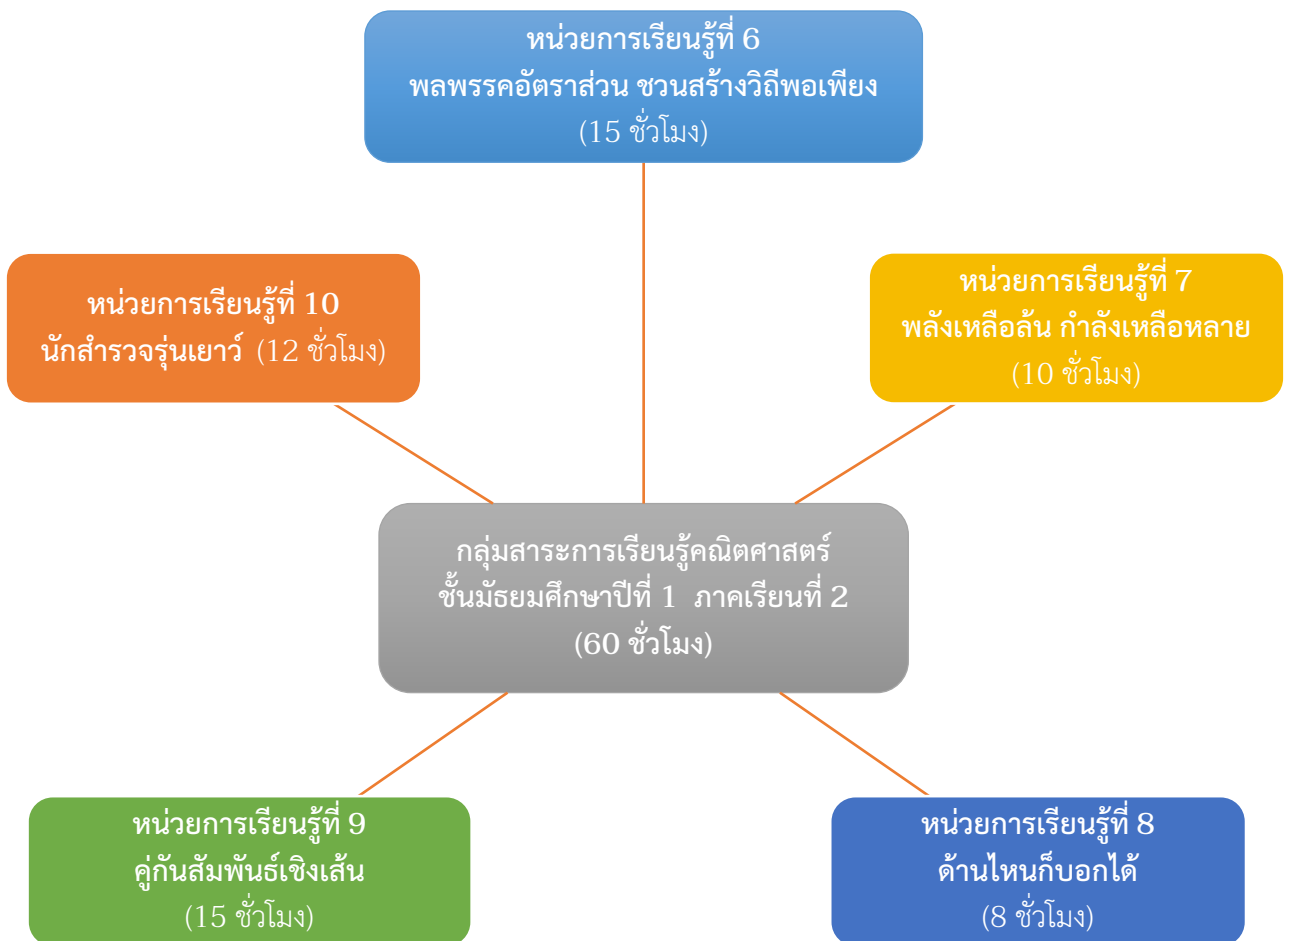 หน่วยการเรียนรู้ที่ 6
พลพรรคอัตราส่วน ชวนสร้างวิถีพอเพียง
(15 ชั่วโมง)
หน่วยการเรียนรู้ที่ 10
นักสำรวจรุ่นเยาว์ (12 ชั่วโมง)
หน่วยการเรียนรู้ที่ 7
พลังเหลือล้น กำลังเหลือหลาย
(10 ชั่วโมง)
กลุ่มสาระการเรียนรู้คณิตศาสตร์
ชั้นมัธยมศึกษาปีที่ 1 ภาคเรียนที่ 2
(60 ชั่วโมง)
หน่วยการเรียนรู้ที่ 9
คู่กันสัมพันธ์เชิงเส้น
(15 ชั่วโมง)
หน่วยการเรียนรู้ที่ 8
ด้านไหนก็บอกได้
(8 ชั่วโมง)